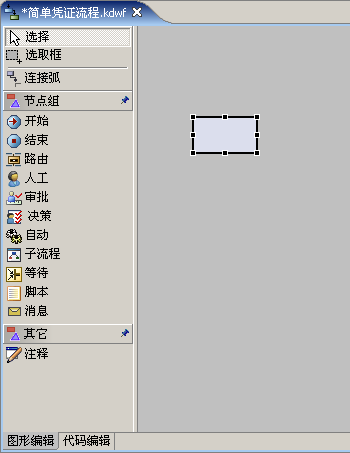 *简单凭证流程.kdwf
选择
选取框
连接弧
节点组
开始
结束
路由
人工
审批
决策
自动
子流程
等待
脚本
消息
其它
注释
图形编辑 代码编辑